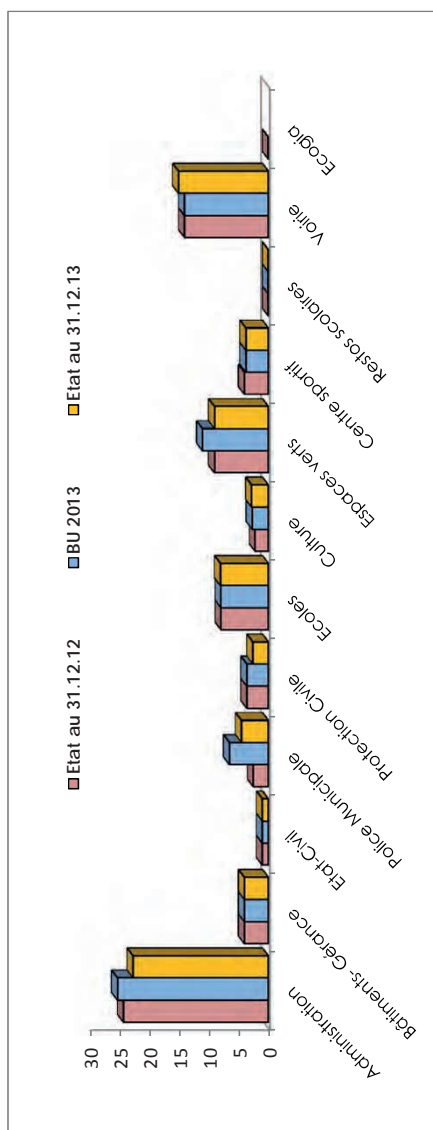 Etat au 31.12.12
BU 2013
Etat au 31.12.13
30
25
20
15
10
5
0
Administration
Bâtiments- Gérance
Etat-Civil
Police Municipale
Protection Civile
Ecoles
Culture
Espaces verts
Centre sportif
Restos scolaires
Voirie
Ecogia